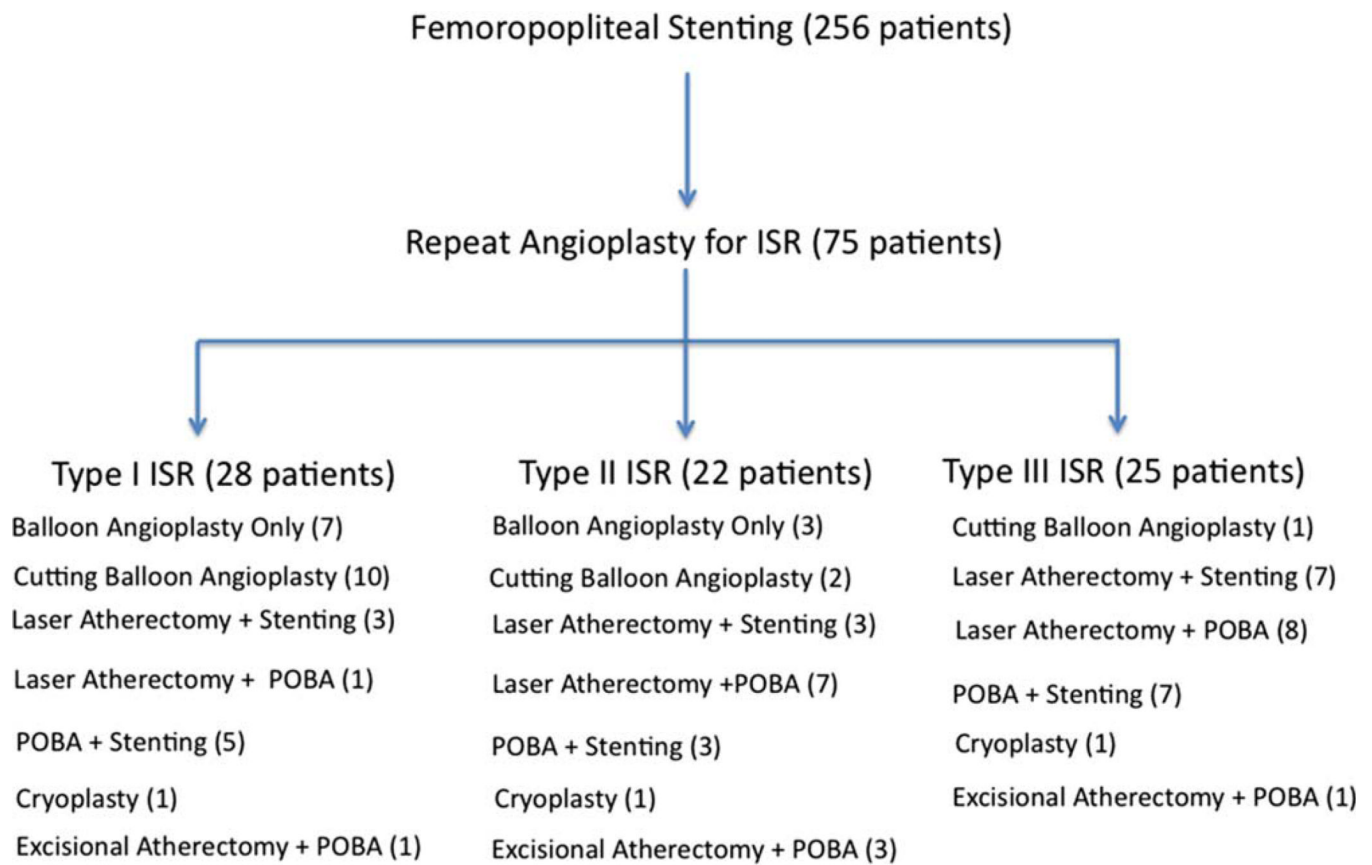 Femoropopliteal Stenting (256 patients)
Repeat Angioplasty for ISR (75 patients)
Type I ISR (28 patients)
Balloon Angioplasty Only (7)
Cutting Balloon Angioplasty (10)
Laser Atherectomy + Stenting (3)
Laser Atherectomy + POBA (1)
POBA + Stenting (5)
Cryoplasty (1)
Excisional Atherectomy + POBA (1)
Type II ISR (22 patients)
Balloon Angioplasty Only (3)
Cutting Balloon Angioplasty (2)
Laser Atherectomy + Stenting (3)
Laser Atherectomy +POBA (7)
POBA + Stenting (3)
Cryoplasty (1)
Excisional Atherectomy + POBA (3)
Type III ISR (25 patients)
Cutting Balloon Angioplasty (1)
Laser Atherectomy + Stenting (7)
Laser Atherectomy + POBA (8)
POBA + Stenting (7)
Cryoplasty (1)
Excisional Atherectomy + POBA (1)